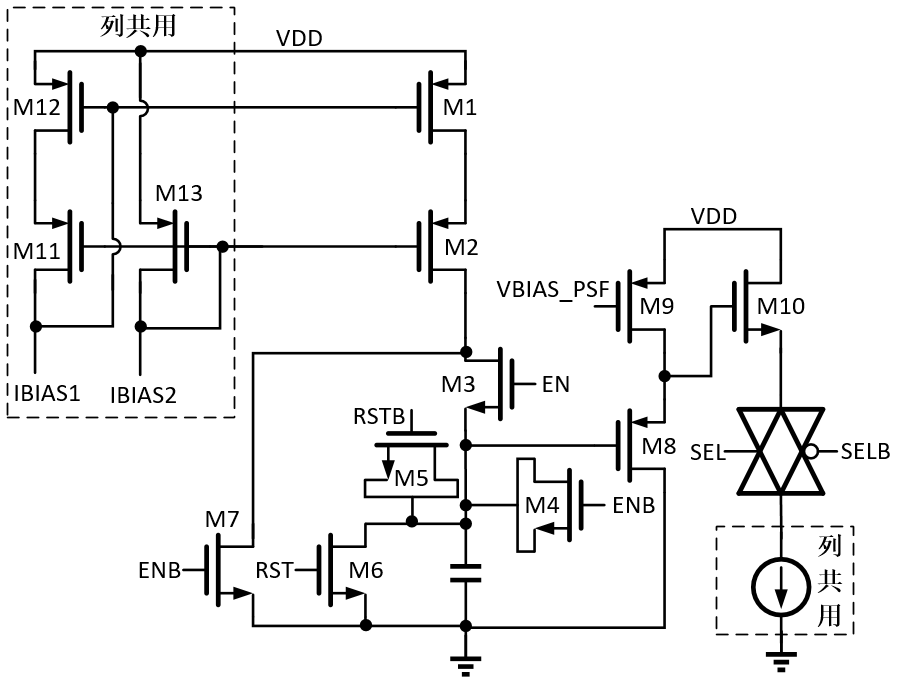 列共用
VDD
M12
M1
M13
M11
M2
VDD
VBIAS_PSF
M9
M10
IBIAS1
IBIAS2
M3
EN
RSTB
M8
SEL
SELB
M5
M4
ENB
M7
ENB
RST
M6
列
共
用